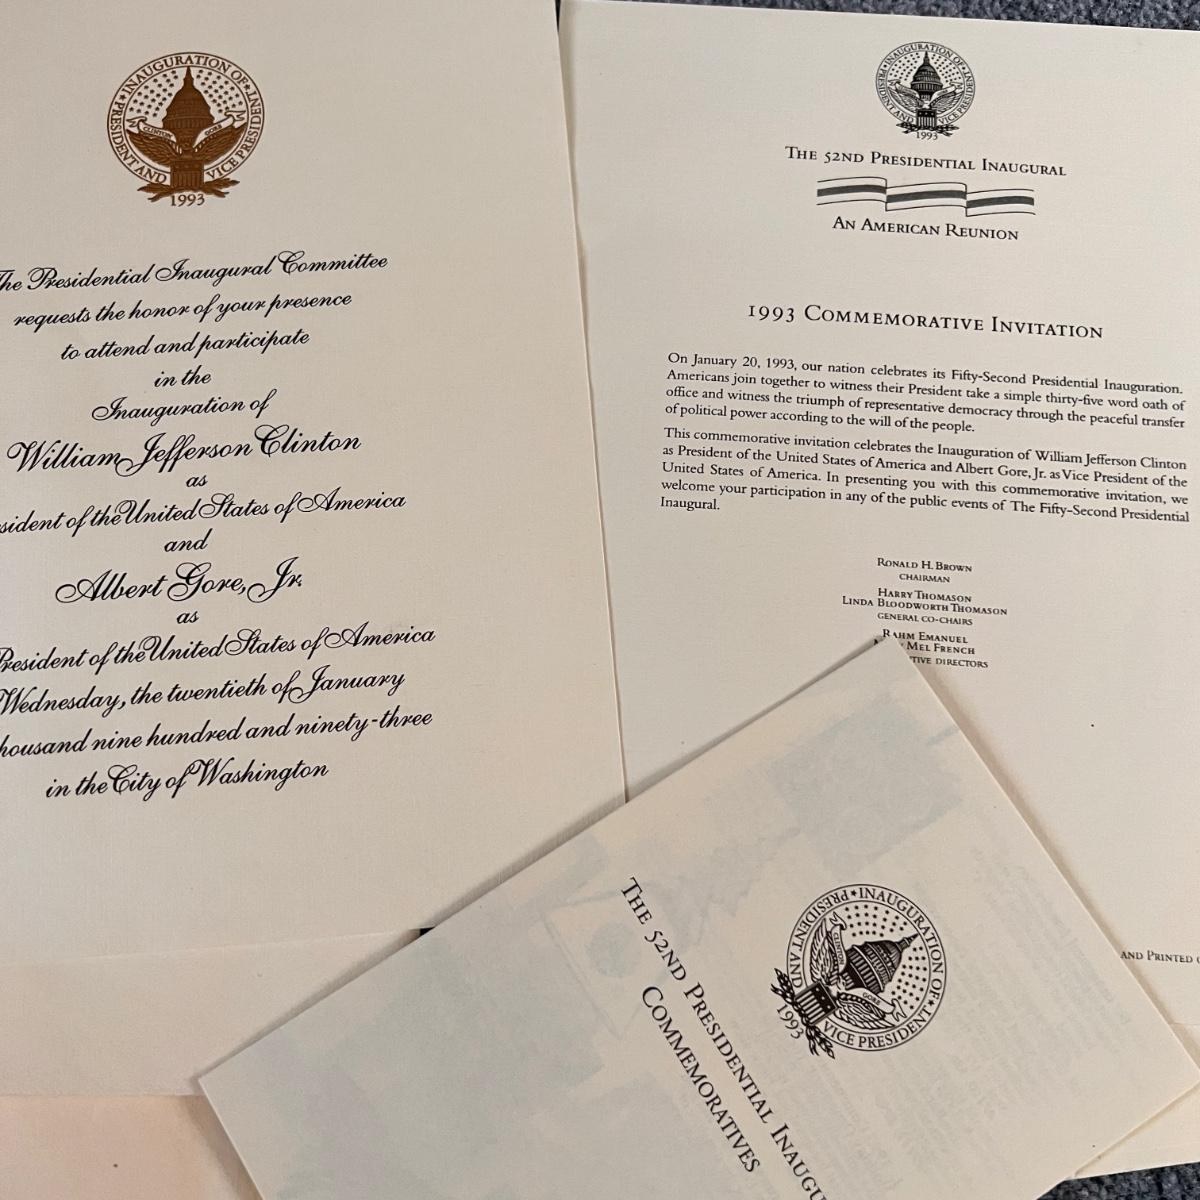 INAUGURATION OF
PRESIDENT AND VICE PRESIDENT
CLINTON GORE
1993
The Presidential Inaugural Committee
requests the honor of your presence
to attend and participate
in the
Inauguration of
William Jefferson Clinton
as
sident of the United States of America
and
Albert Gore, Jr.
as
President of the United States of America
Wednesday, the twentieth of January
housand nine hundred and ninety-three
in the City of Washington
INAUGURATION OF
PRESIDENT AND VICE PRESIDENT
1993
THE 52ND PRESIDENTIAL INAUGURAL
AN AMERICAN REUNION
1993 COMMEMORATIVE INVITATION
On January 20, 1993, our nation celebrates its Fifty-Second Presidential Inauguration.
Americans join together to witness their President take a simple thirty-five word oath of
office and witness the triumph of representative democracy through the peaceful transfer
of political power according to the will of the people.
This commemorative invitation celebrates the Inauguration of William Jefferson Clinton
as President of the United States of America and Albert Gore, Jr. as Vice President of the
United States of America. In presenting you with this commemorative invitation, we
welcome your participation in any of the public events of The Fifty-Second Presidential
Inaugural.
RONALD H. BROWN
CHAIRMAN
HARRY THOMASON
LINDA BLOODWORTH THOMASON
GENERAL CO-CHAIRS
RAHM EMANUEL
MEL FRENCH
TIVE DIRECTORS
AND PRINTED
INAUGURATION OF
PRESIDENT AND VICE PRESIDENT
CLINTON GORE
1993
THE 52ND PRESIDENTIAL INAUGU
COMMEMORATIVES